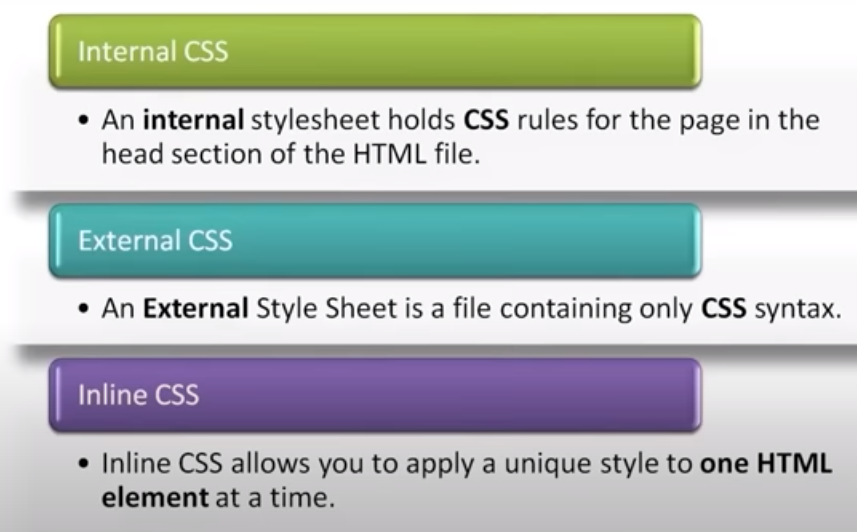 Internal CSS
• An internal stylesheet holds CSS rules for the page in the
head section of the HTML file.
External CSS
• An External Style Sheet is a file containing only CSS syntax.
Inline CSS
• Inline CSS allows you to apply a unique style to one HTML
element at a time.